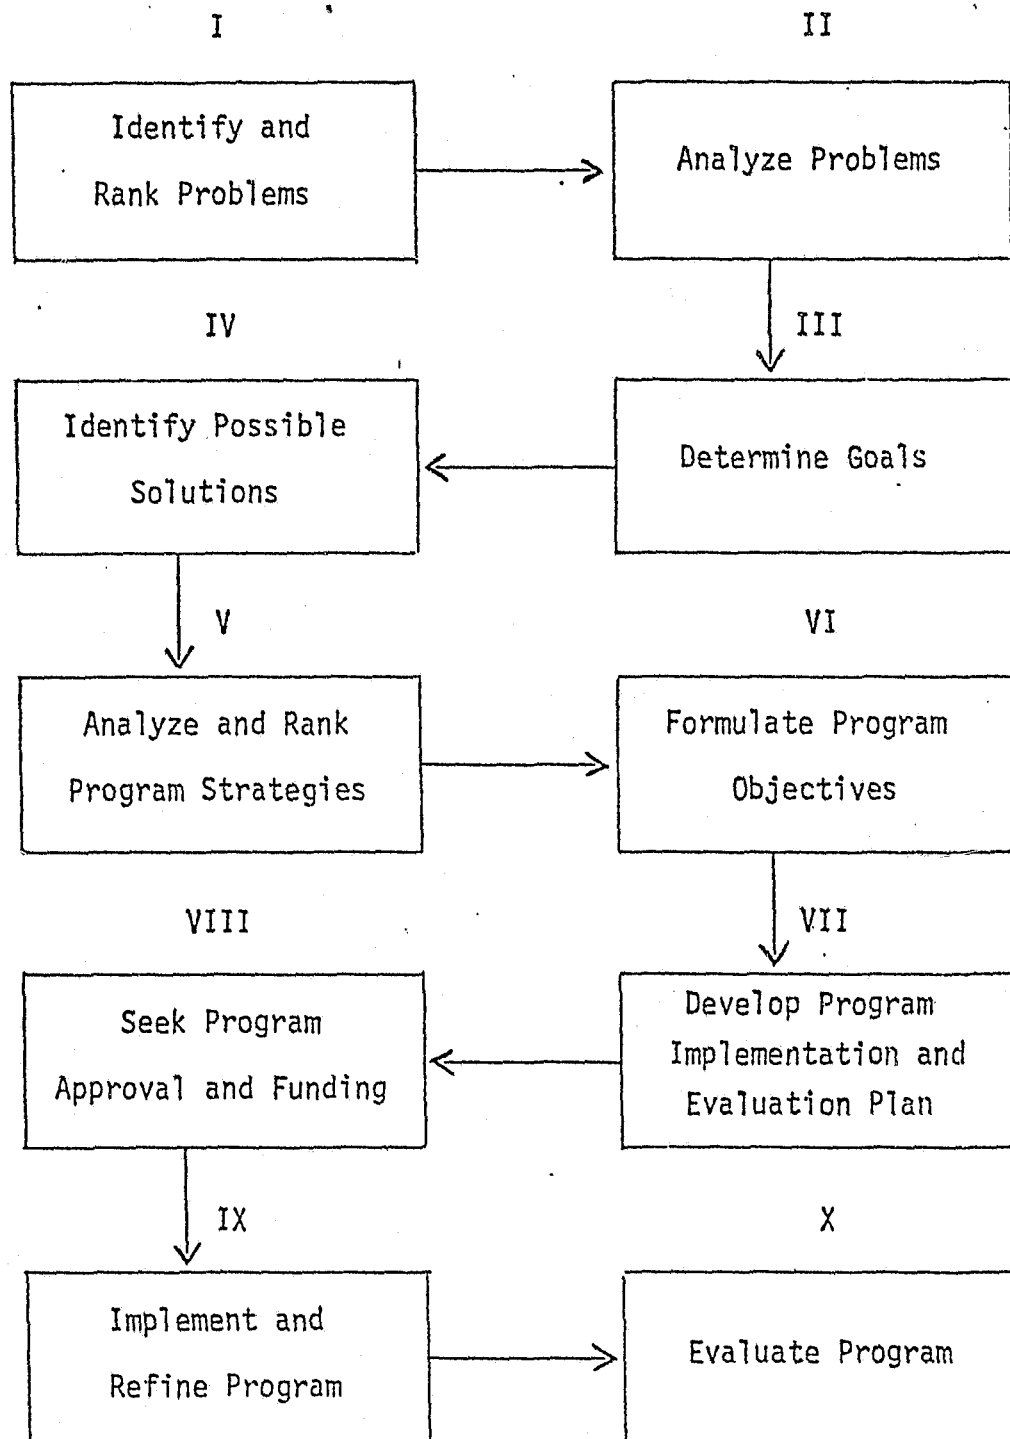 I
Identify and
Rank Problems
II
Analyze Problems
III
Determine Goals
IV
Identify Possible
Solutions
V
Analyze and Rank
Program Strategies
VI
Formulate Program
Objectives
VII
Develop Program
Implementation and
Evaluation Plan
VIII
Seek Program
Approval and Funding
IX
Implement and
Refine Program
X
Evaluate Program